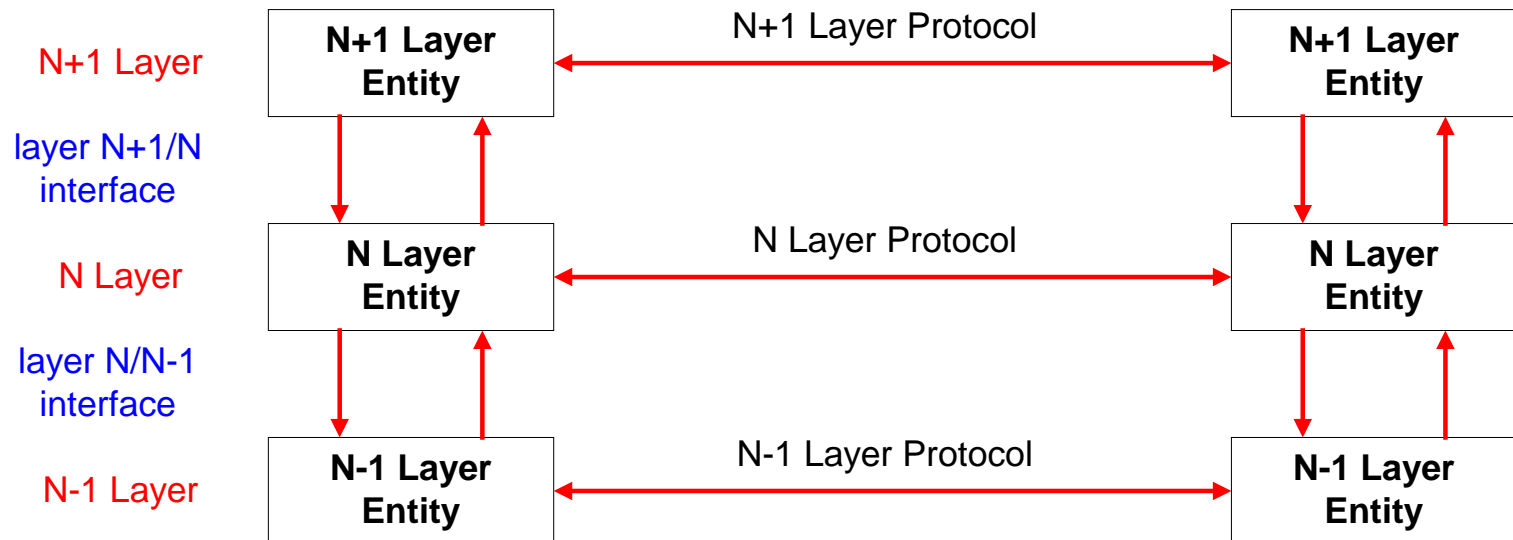 N+1 Layer
N+1 Layer
Entity
N+1 Layer Protocol
N+1 Layer
Entity
layer N+1/N
interface
N Layer
N Layer
Entity
N Layer Protocol
N Layer
Entity
layer N/N-1
interface
N-1 Layer
N-1 Layer
Entity
N-1 Layer Protocol
N-1 Layer
Entity